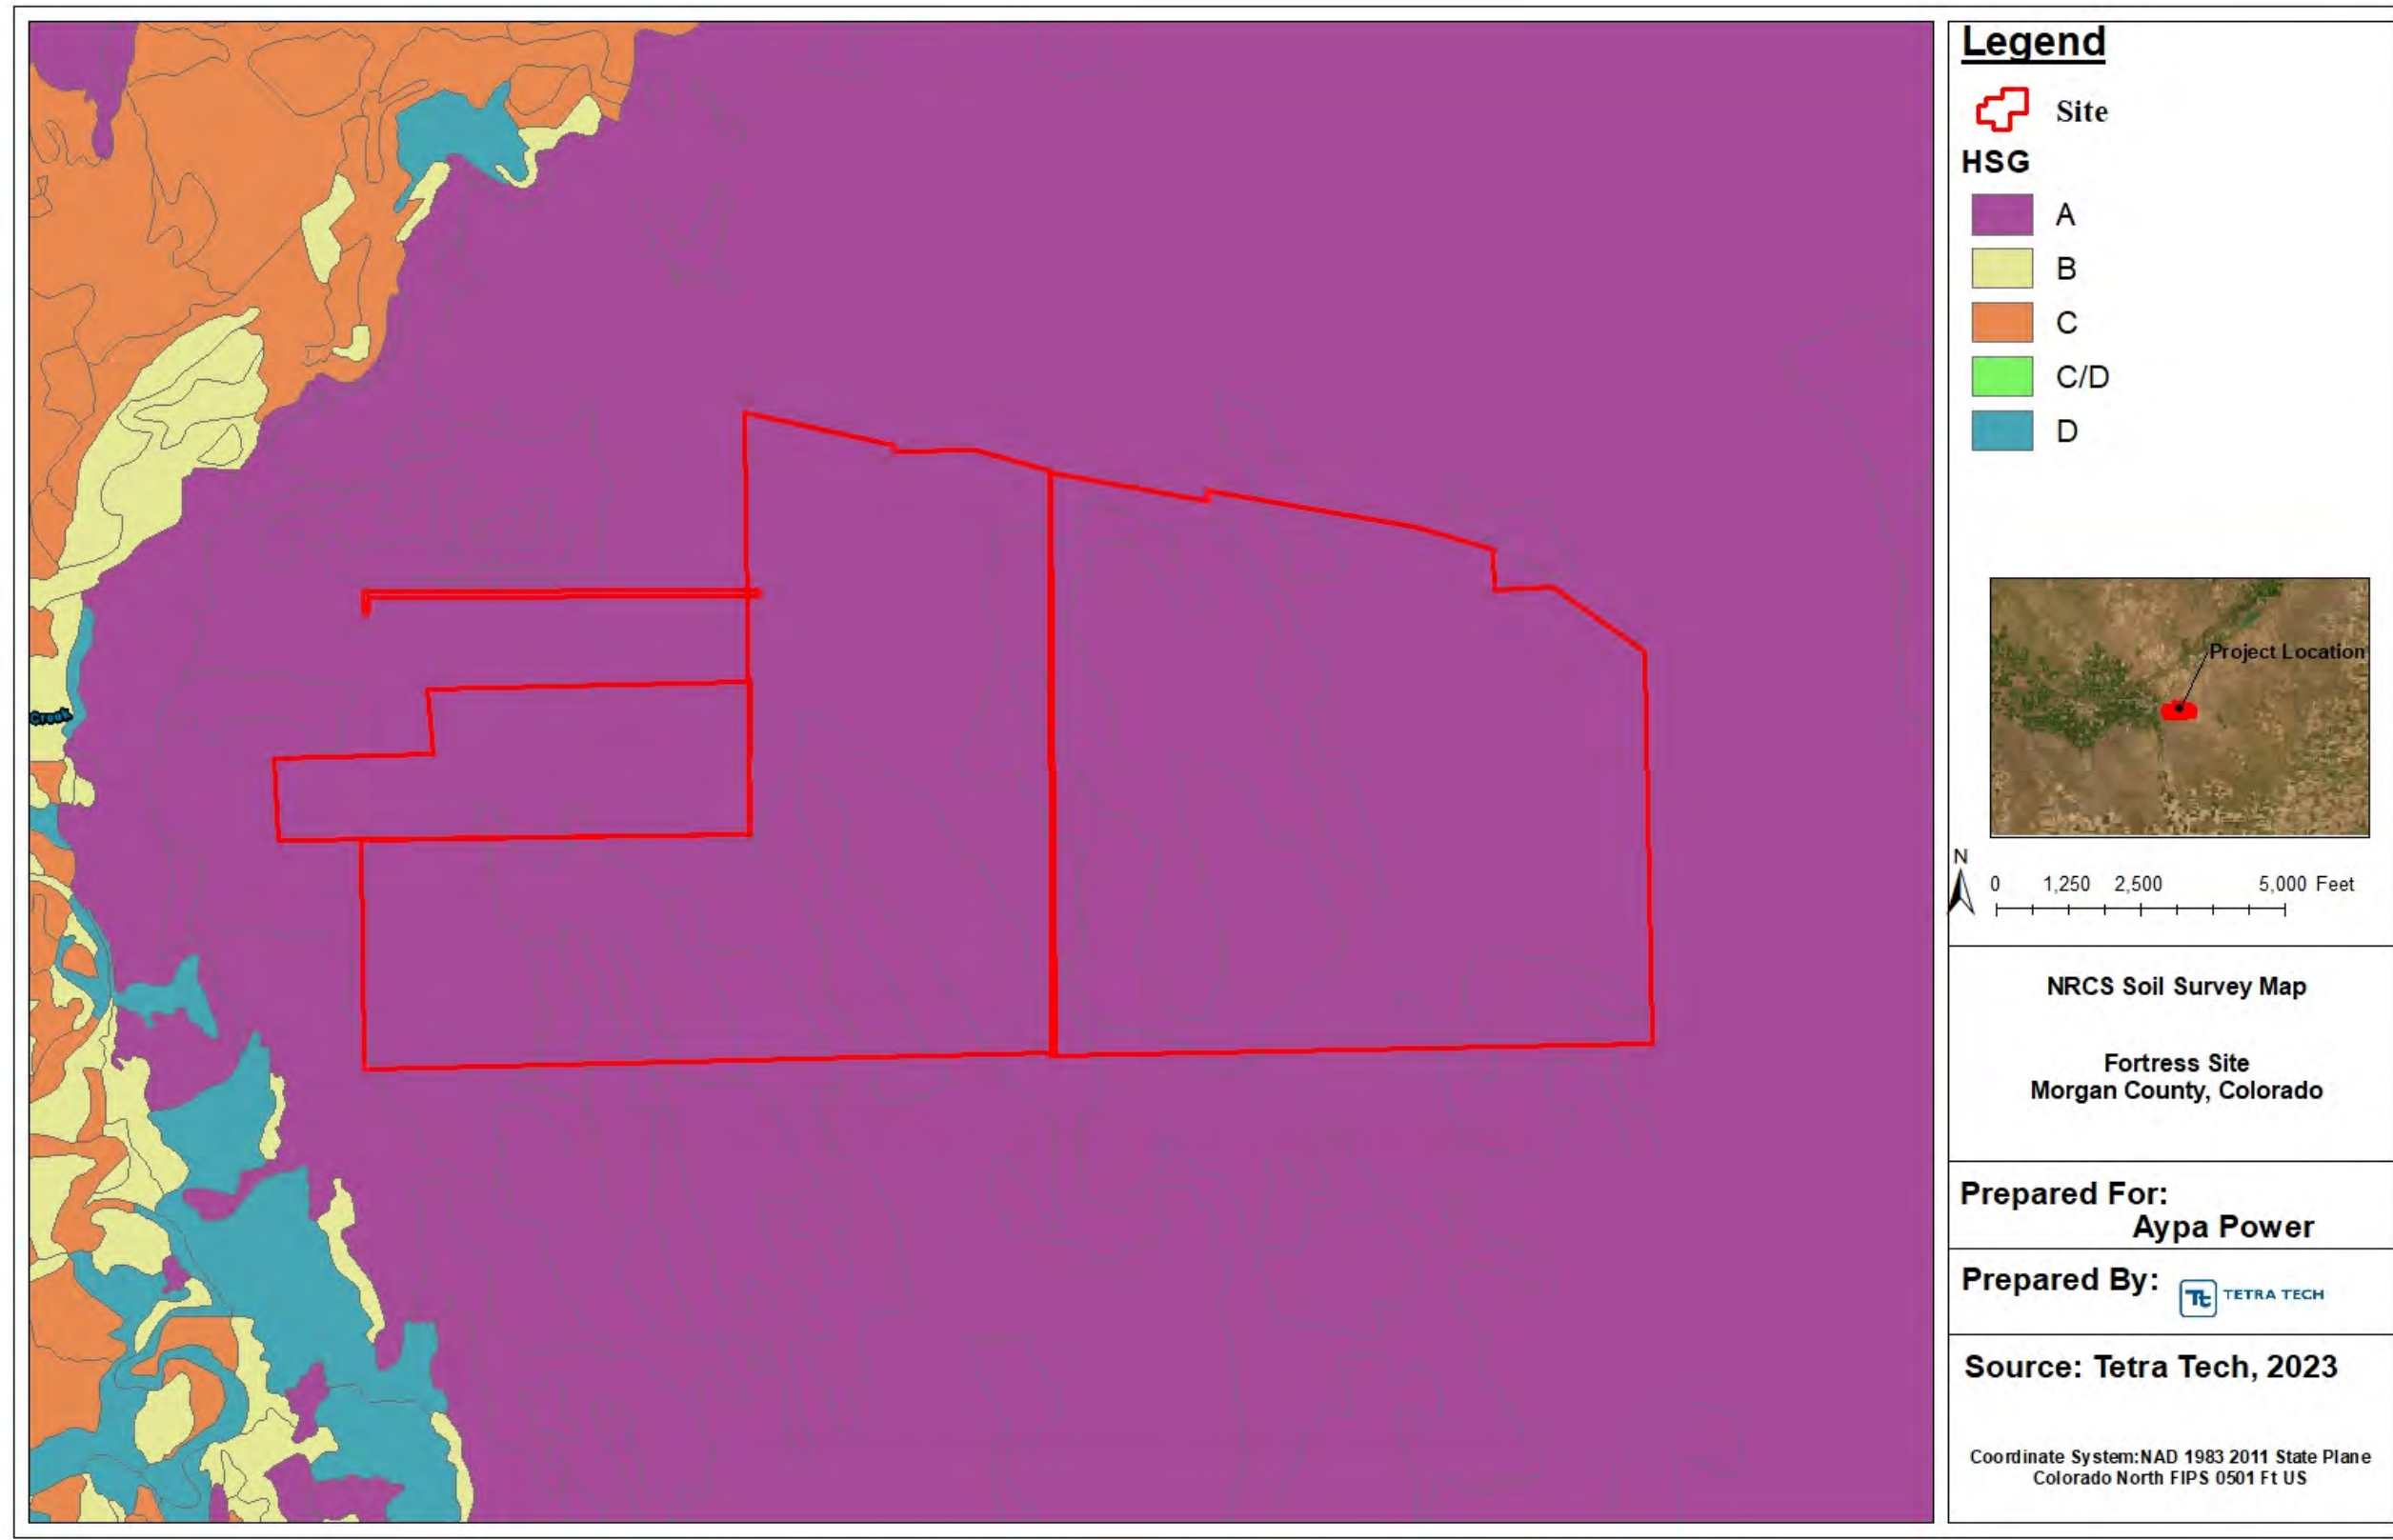 Creek
Legend
Site
HSG
A
B
C
C/D
D
Project Location
N
0 1,250 2,500 5,000 Feet
NRCS Soil Survey Map
Fortress Site
Morgan County, Colorado
Prepared For:
Aypa Power
Prepared By:
Tt TETRA TECH
Source: Tetra Tech, 2023
Coordinate System:NAD 1983 2011 State Plane
Colorado North FIPS 0501 Ft US